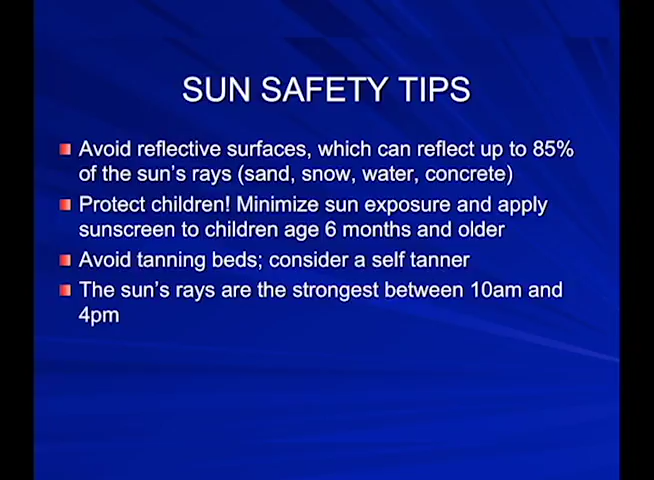 SUN SAFETY TIPS
Avoid reflective surfaces, which can reflect up to 85%
of the sun’s rays (sand, snow, water, concrete)
Protect children! Minimize sun exposure and apply
sunscreen to children age 6 months and older
Avoid tanning beds; consider a self tanner
The sun’s rays are the strongest between 10am and
4pm